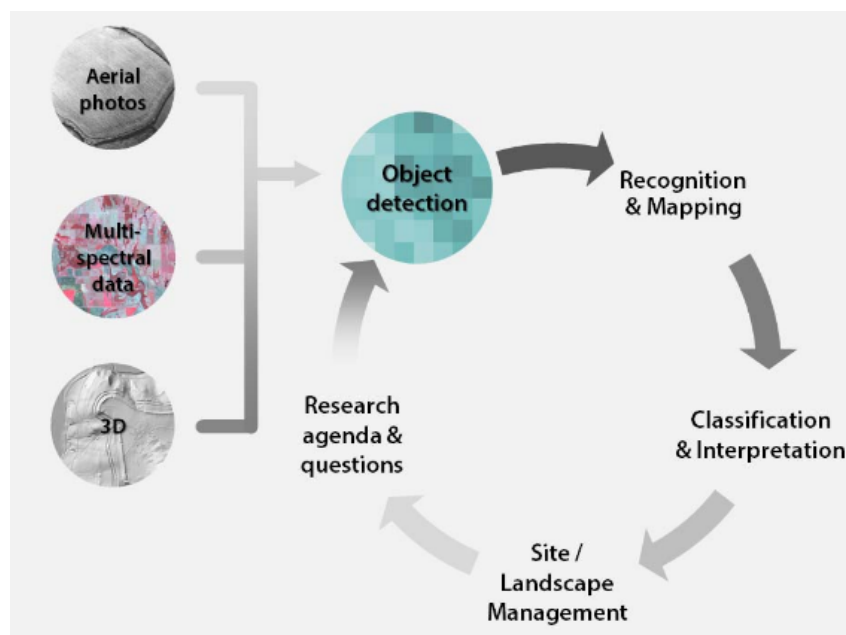 Aerial
photos
Multi-
spectral
data
3D
Object
detection
Recognition
& Mapping
Classification
& Interpretation
Site /
Landscape
Management
Research
agenda &
questions